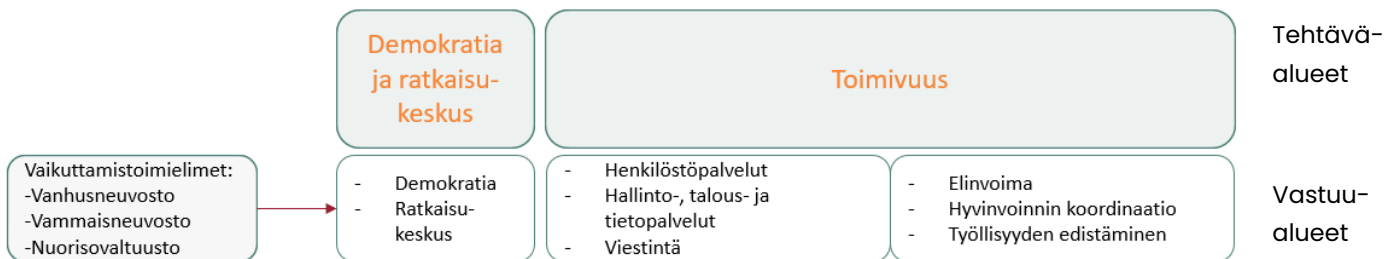 Demokratia
ja ratkaisu-
keskus
Toimivuus
Tehtävä-
alueet
Vaikuttamistoimielimet:
-Vanhusneuvosto
-Vammaisneuvosto
-Nuorisovaltuusto
- Demokratia
- Ratkaisu-
keskus
- Henkilöstöpalvelut
- Hallinto-, talous- ja
tietopalvelut
- Viestintä
- Elinvoima
- Hyvinvoinnin koordinaatio
- Työllisyyden edistäminen
Vastuu-
alueet